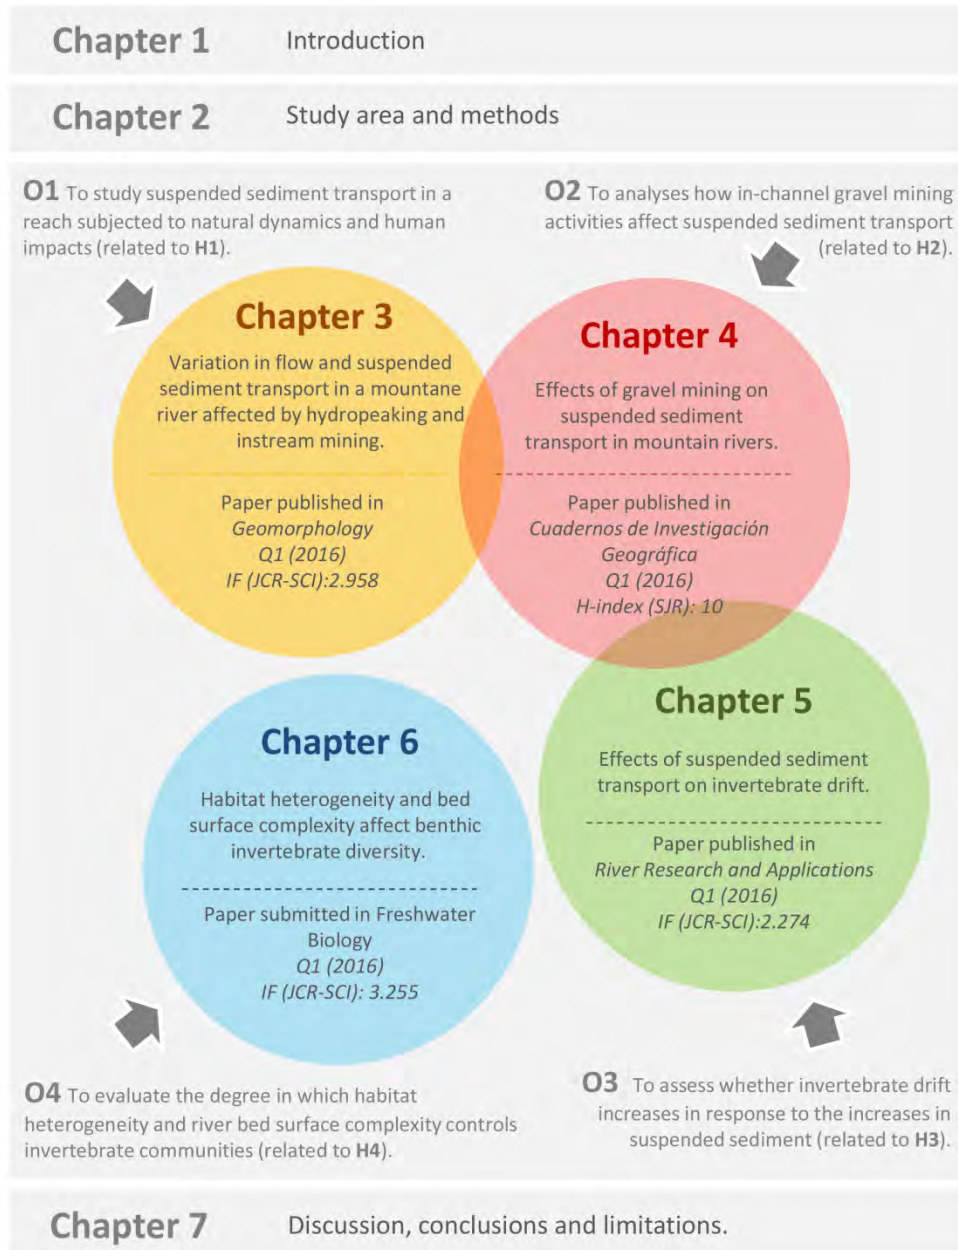 Chapter 1 Introduction
Chapter 2 Study area and methods
O1 To study suspended sediment transport in a
reach subjected to natural dynamics and human
impacts (related to H1).
O2 To analyses how in-channel gravel mining
activities affect suspended sediment transport
(related to H2).
Chapter 3
Variation in flow and suspended
sediment transport in a mountane
river affected by hydropeaking and
instream mining.
Paper published in
Geomorphology
Q1 (2016)
IF (JCR-SCI):2.958
Chapter 4
Effects of gravel mining on
suspended sediment
transport in mountain rivers.
Paper published in
Cuadernos de Investigación
Geográfica
Q1 (2016)
H-index (SJR): 10
Chapter 5
Effects of suspended sediment
transport on invertebrate drift.
Paper published in
River Research and Applications
Q1 (2016)
IF (JCR-SCI):2.274
Chapter 6
Habitat heterogeneity and bed
surface complexity affect benthic
invertebrate diversity.
Paper submitted in Freshwater
Biology
Q1 (2016)
IF (JCR-SCI): 3.255
O4 To evaluate the degree in which habitat
heterogeneity and river bed surface complexity controls
invertebrate communities (related to H4).
O3 To assess whether invertebrate drift
increases in response to the increases in
suspended sediment (related to H3).
Chapter 7 Discussion, conclusions and limitations.